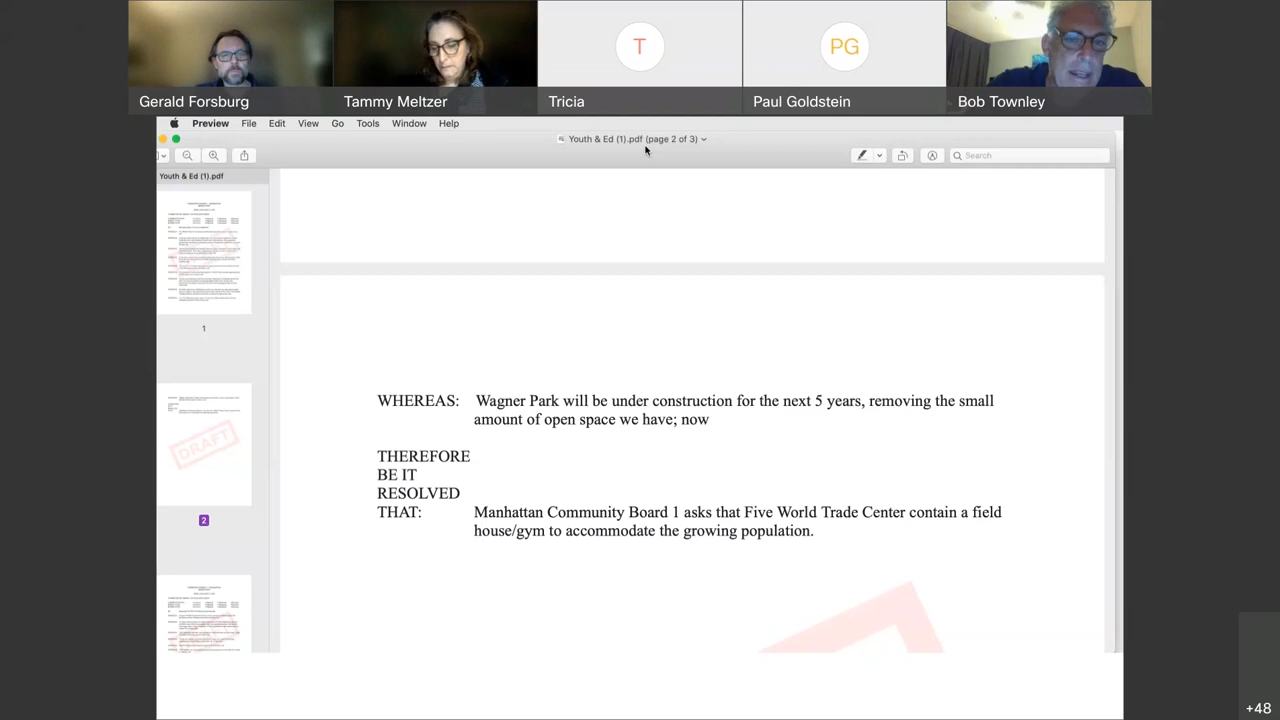 T
PG
Gerald Forsburg
Tammy Meltzer
Tricia
Paul Goldstein
Bob Townley
Preview File Edit View Go Tools Window Help
Youth & Ed (1).pdf (page 2 of 3)
Search
Youth & Ed (1).pdf
1
DRAFT
2
WHEREAS: Wagner Park will be under construction for the next 5 years, removing the small
amount of open space we have; now
THEREFORE
BE IT
RESOLVED
THAT: Manhattan Community Board 1 asks that Five World Trade Center contain a field
house/gym to accommodate the growing population.
+48